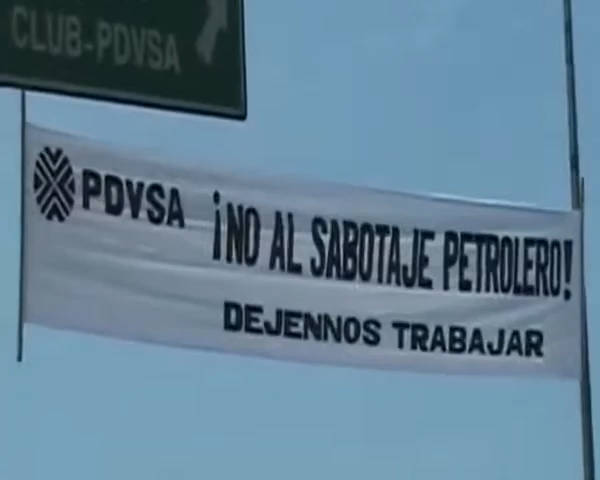 CLUB-PDVSA
PDVSA ¡NO AL SABOTAJE PETROLERO!
DEJENNOS TRABAJAR